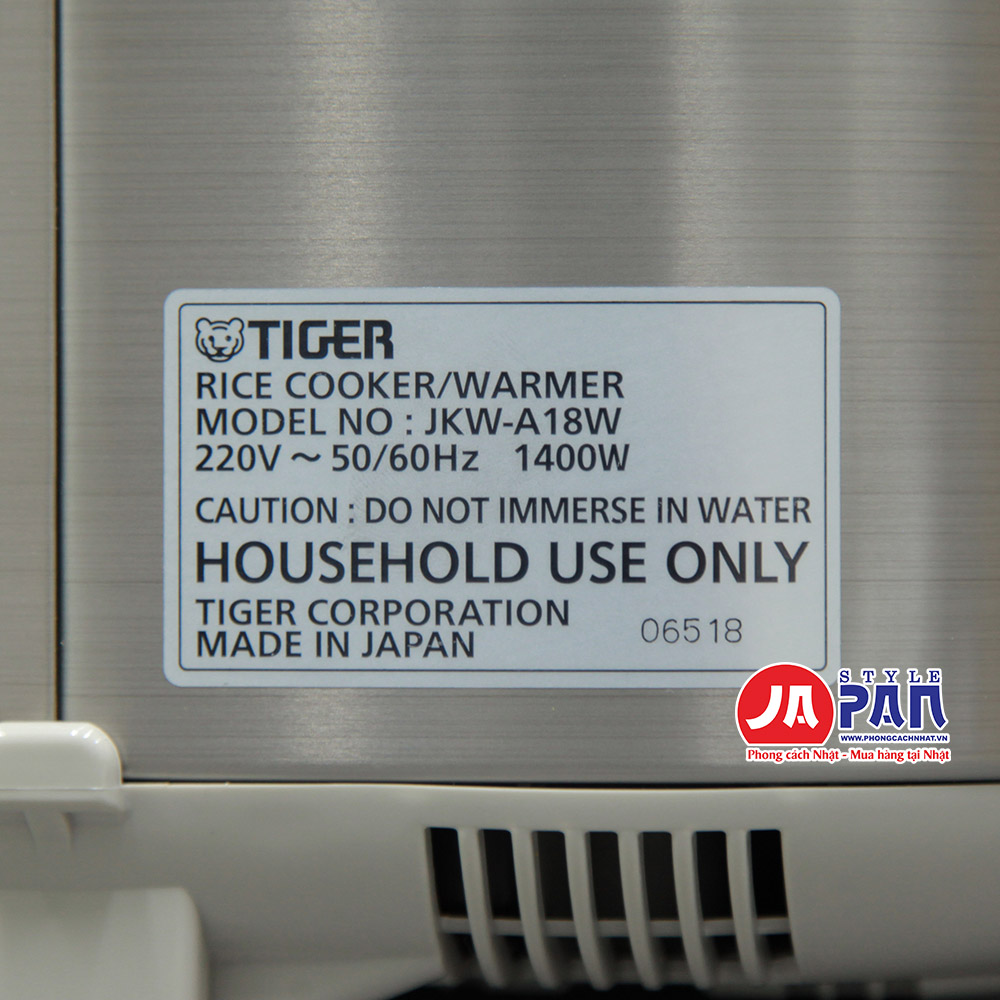 TIGER
RICE COOKER/WARMER
MODEL NO : JKW-A18W
220V ~ 50/60Hz 1400W
CAUTION : DO NOT IMMERSE IN WATER
HOUSEHOLD USE ONLY
TIGER CORPORATION
MADE IN JAPAN
06518
STYLE
JAPAN
WWW.PHONGCACHNHAT.VN
Phong cách Nhật - Mua hàng tại Nhật